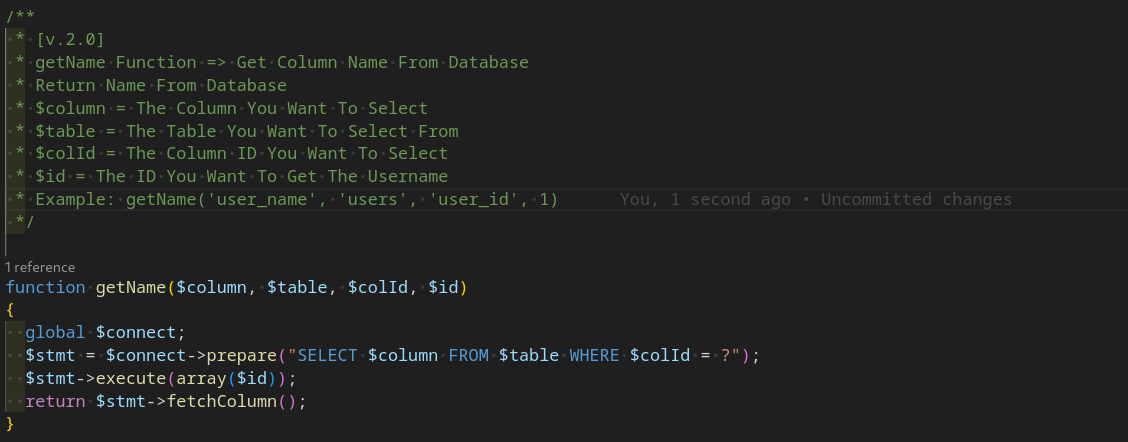 /**
* [v.2.0]
* getName Function => Get Column Name From Database
* Return Name From Database
* $column = The Column You Want To Select
* $table = The Table You Want To Select From
* $colId = The Column ID You Want To Select
* $id = The ID You Want To Get The Username
* Example: getName('user_name', 'users', 'user_id', 1) You, 1 second ago • Uncommitted changes
*/
1 reference
function getName($column, $table, $colId, $id)
{
global $connect;
$stmt = $connect->prepare("SELECT $column FROM $table WHERE $colId = ?");
$stmt->execute(array($id));
return $stmt->fetchColumn();
}